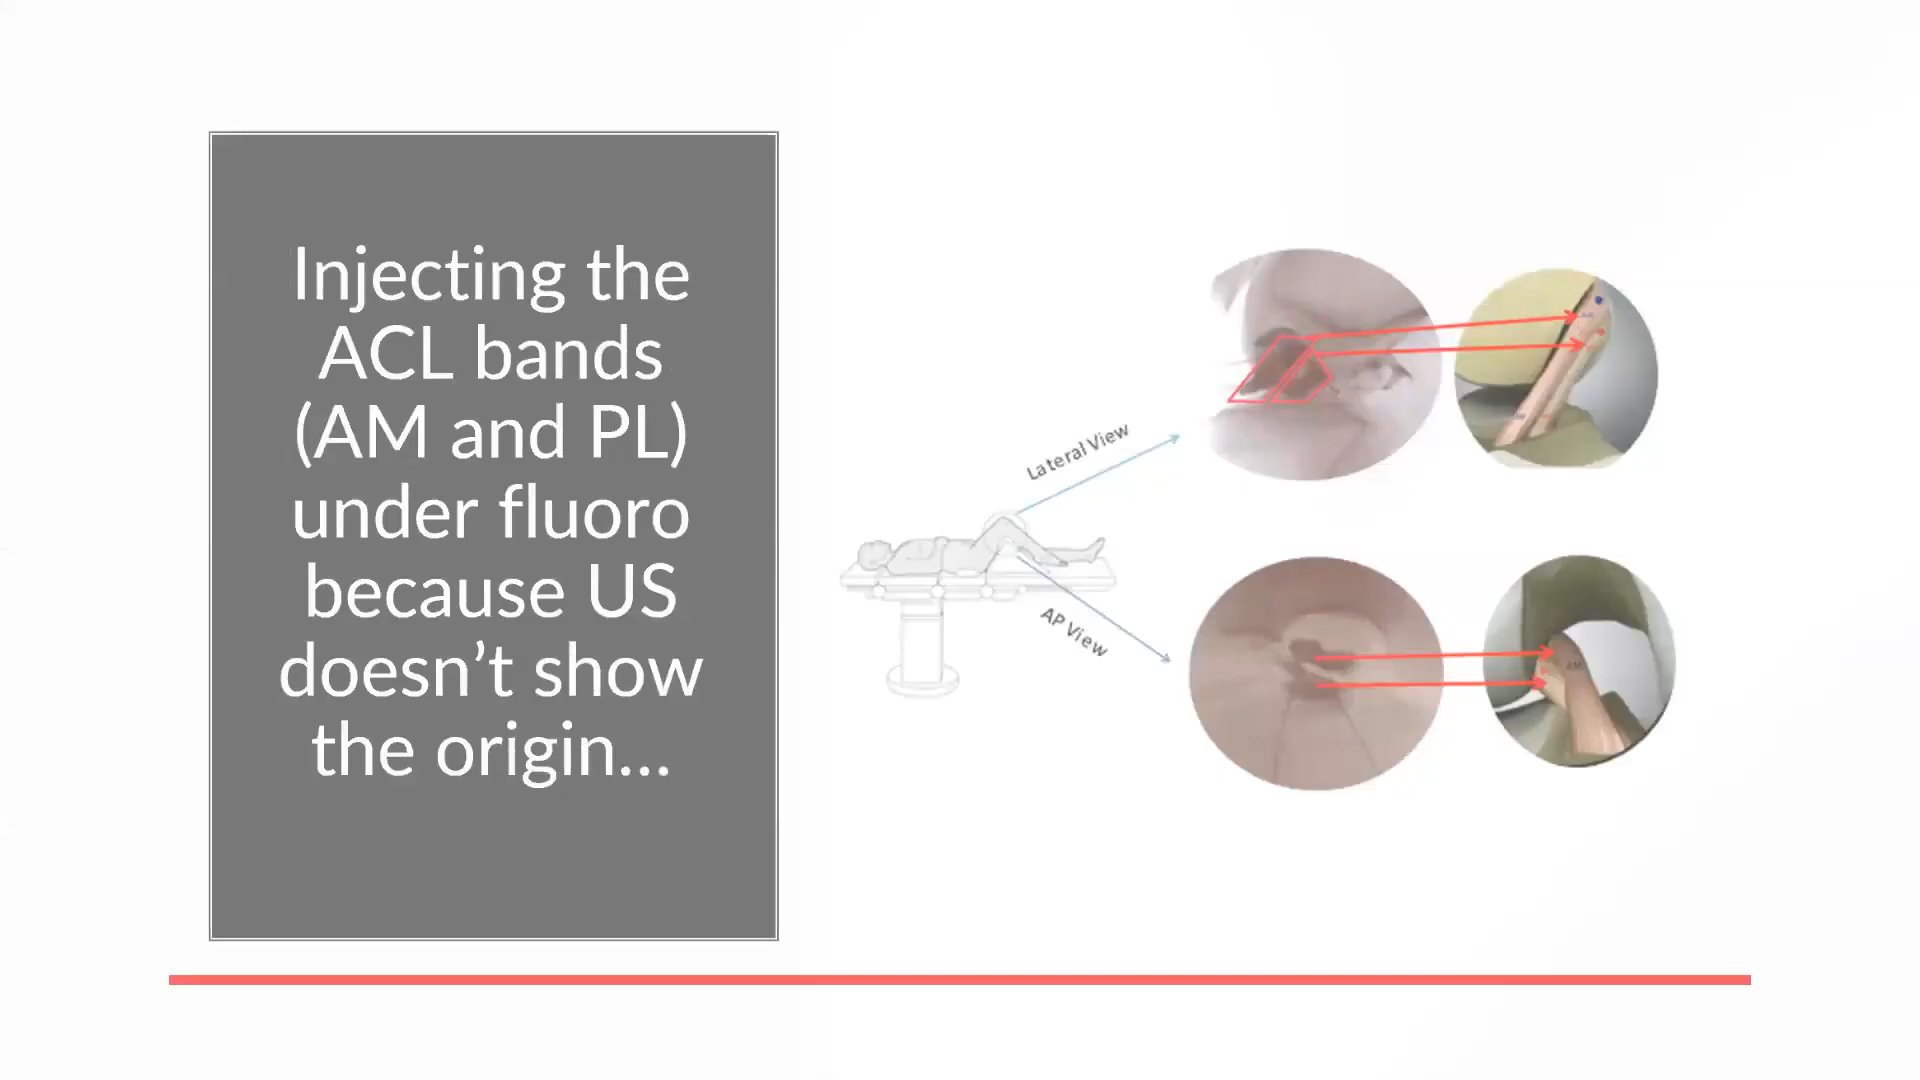 Injecting the
ACL bands
(AM and PL)
under fluoro
because US
doesn’t show
the origin...
Lateral View
AP View
AM